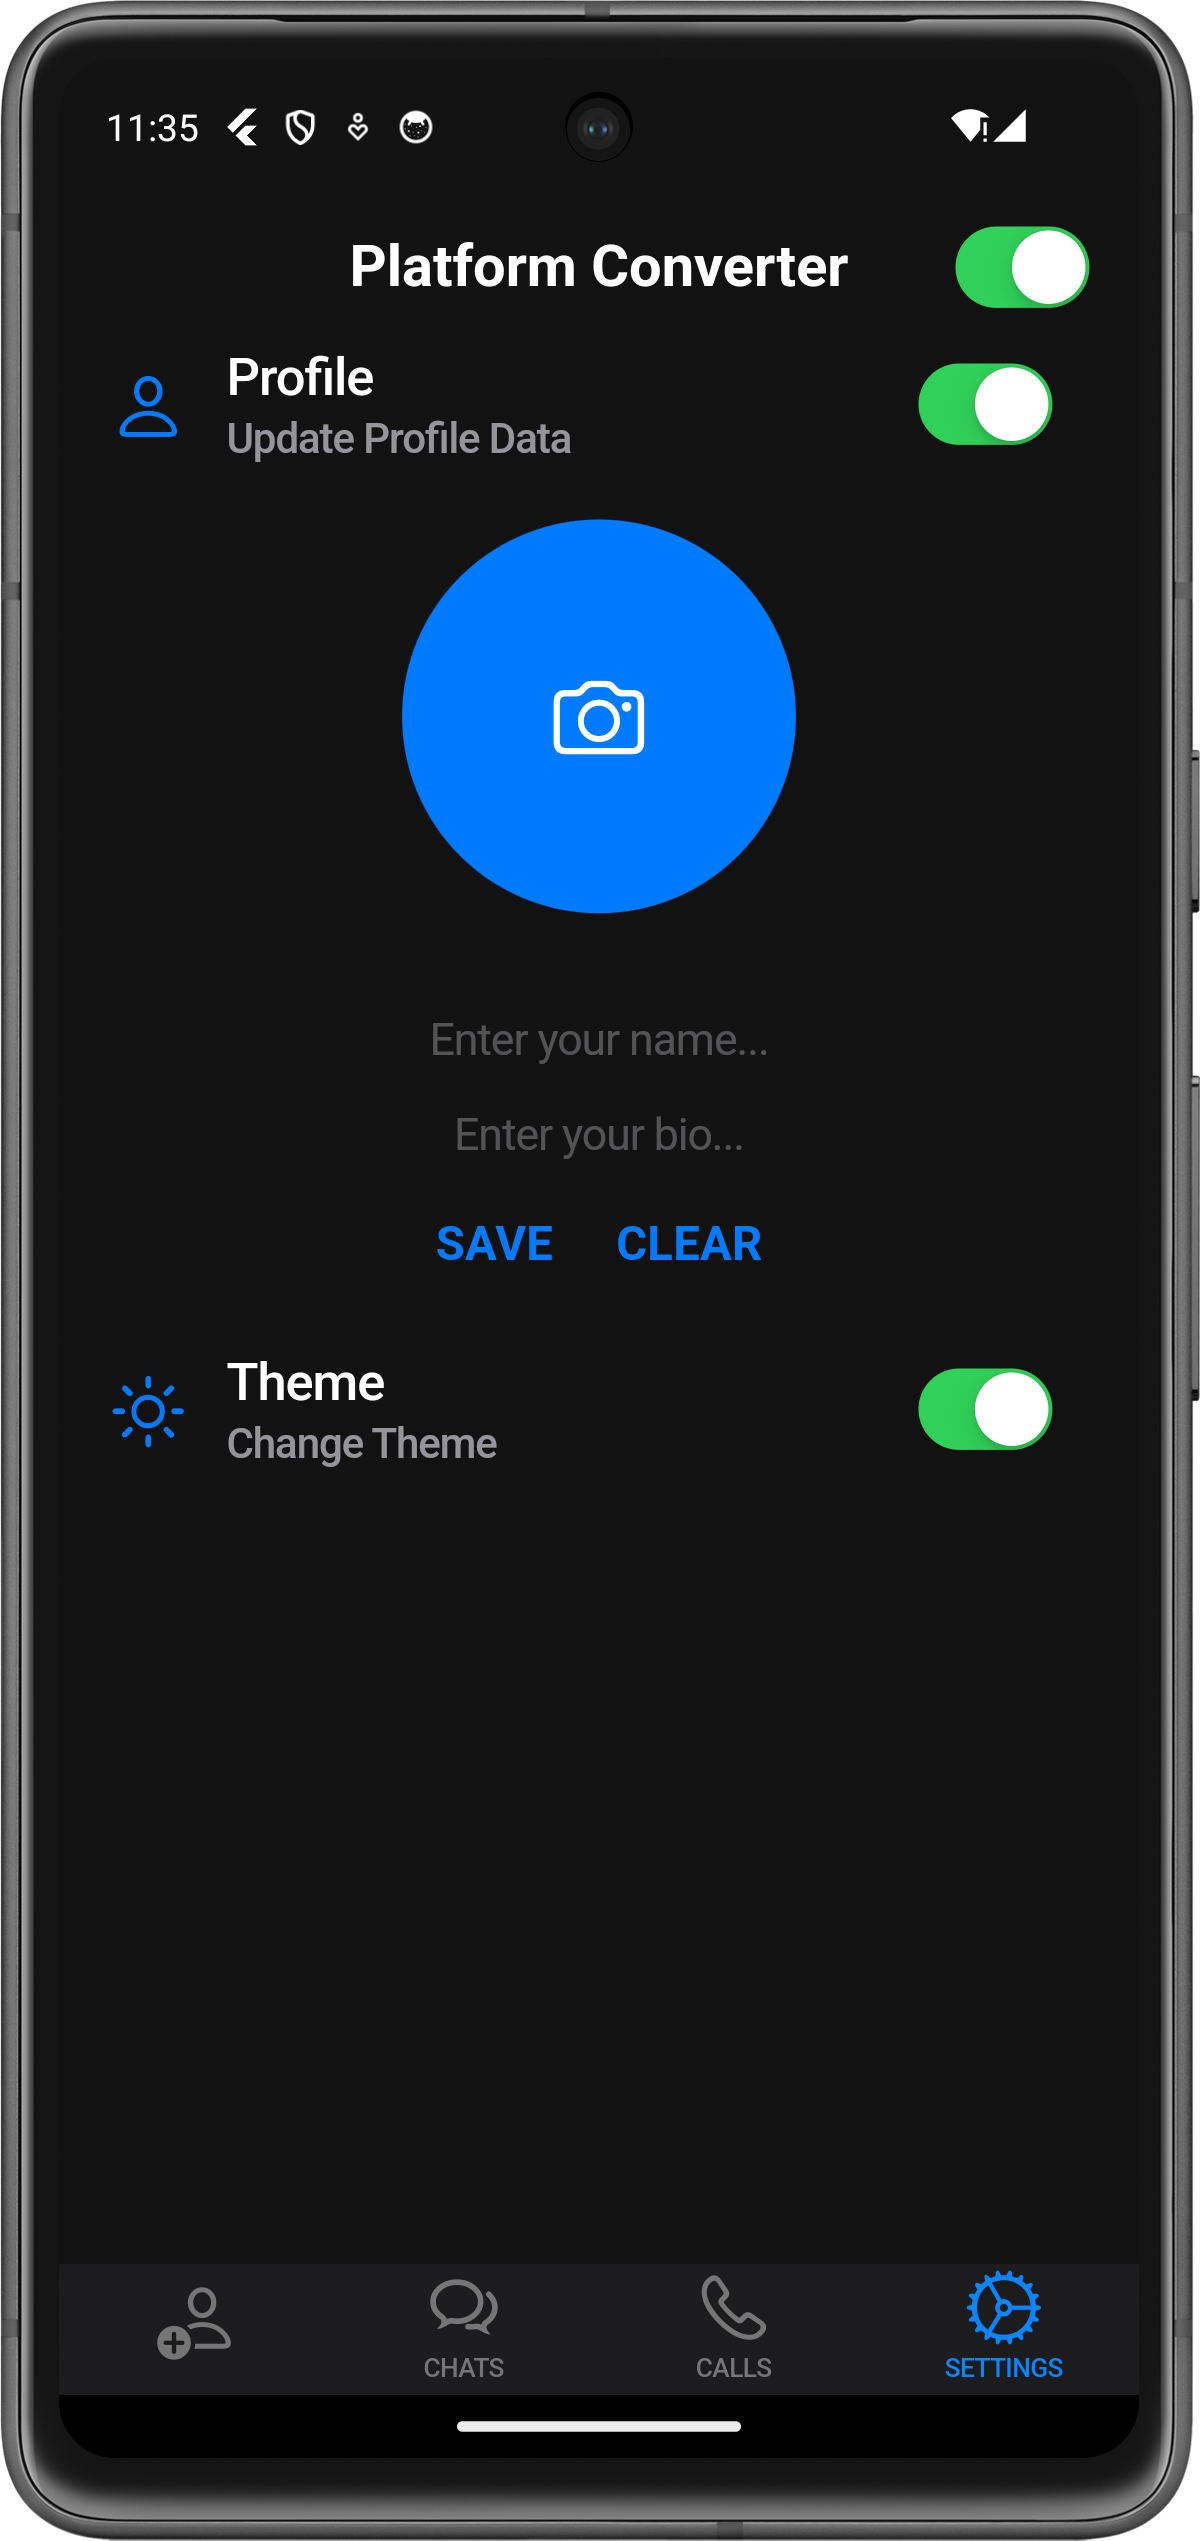 11:35
Platform Converter
Profile
Update Profile Data
Enter your name...
Enter your bio...
SAVE CLEAR
Theme
Change Theme
CHATS CALLS SETTINGS